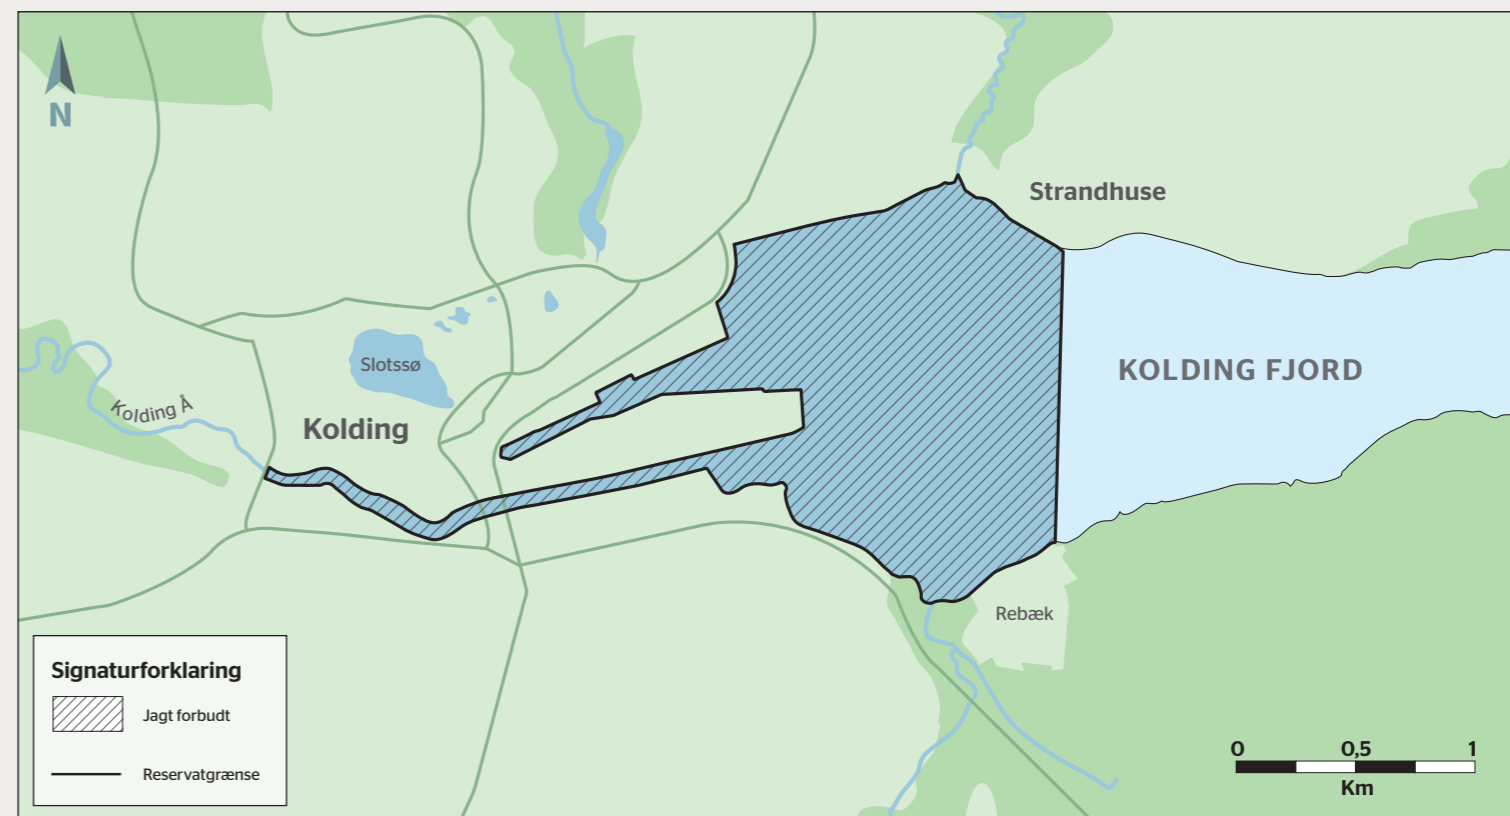 N
Strandhuse
Slotssø
KOLDING FJORD
Kolding Å
Kolding
Rebæk
Signaturforklaring
Jagt forbudt
Reservatgrænse
0 0,5 1
Km